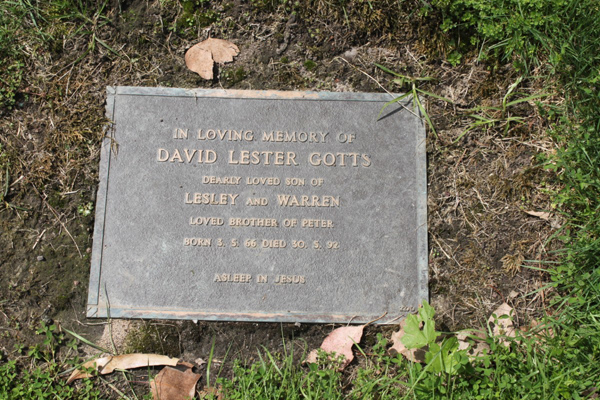 IN LOVING MEMORY OF
DAVID LESTER GOTTS
DEARLY LOVED SON OF
LESLEY AND WARREN
LOVED BROTHER OF PETER
BORN 3. 5. 66 DIED 30. 5. 92
ASLEEP IN JESUS